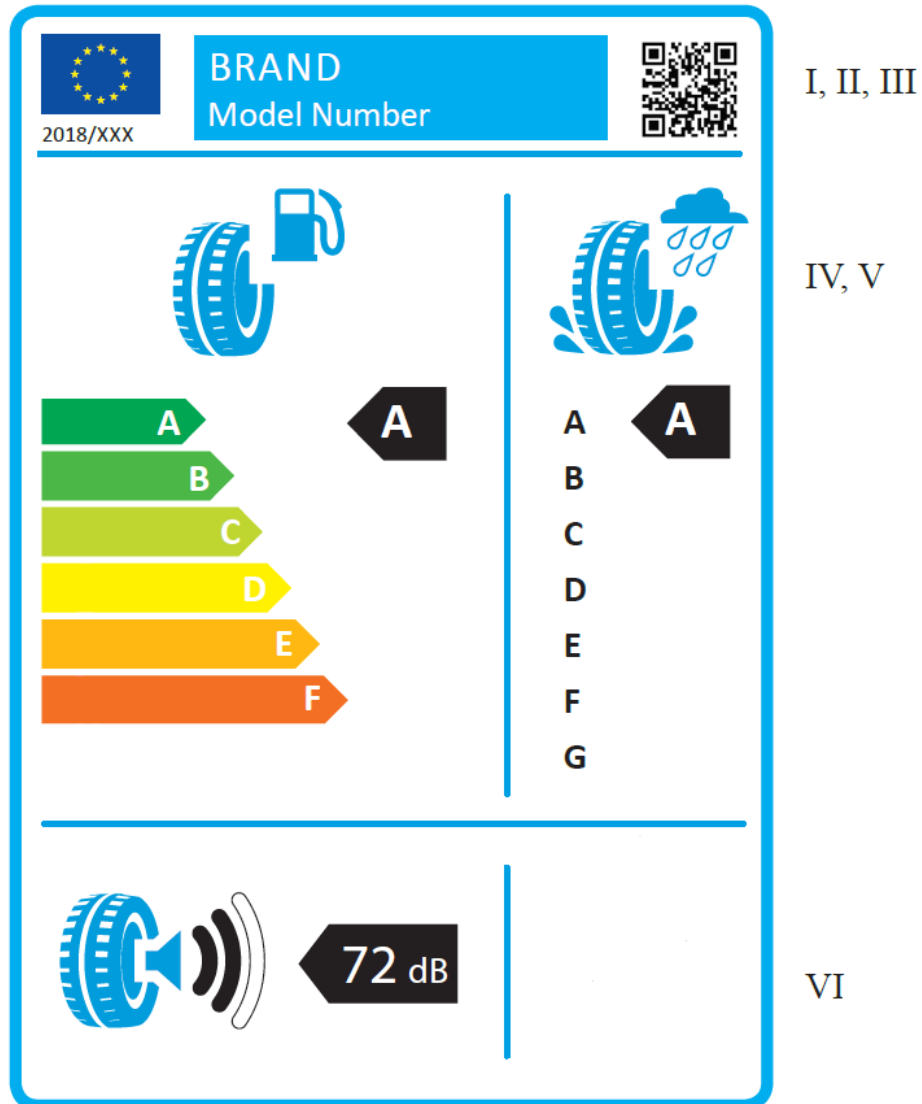 BRAND
Model Number
2018/XXX
I, II, III
IV, V
A
A
B
C
D
E
F
A
A
B
C
D
E
F
G
72 dB
VI